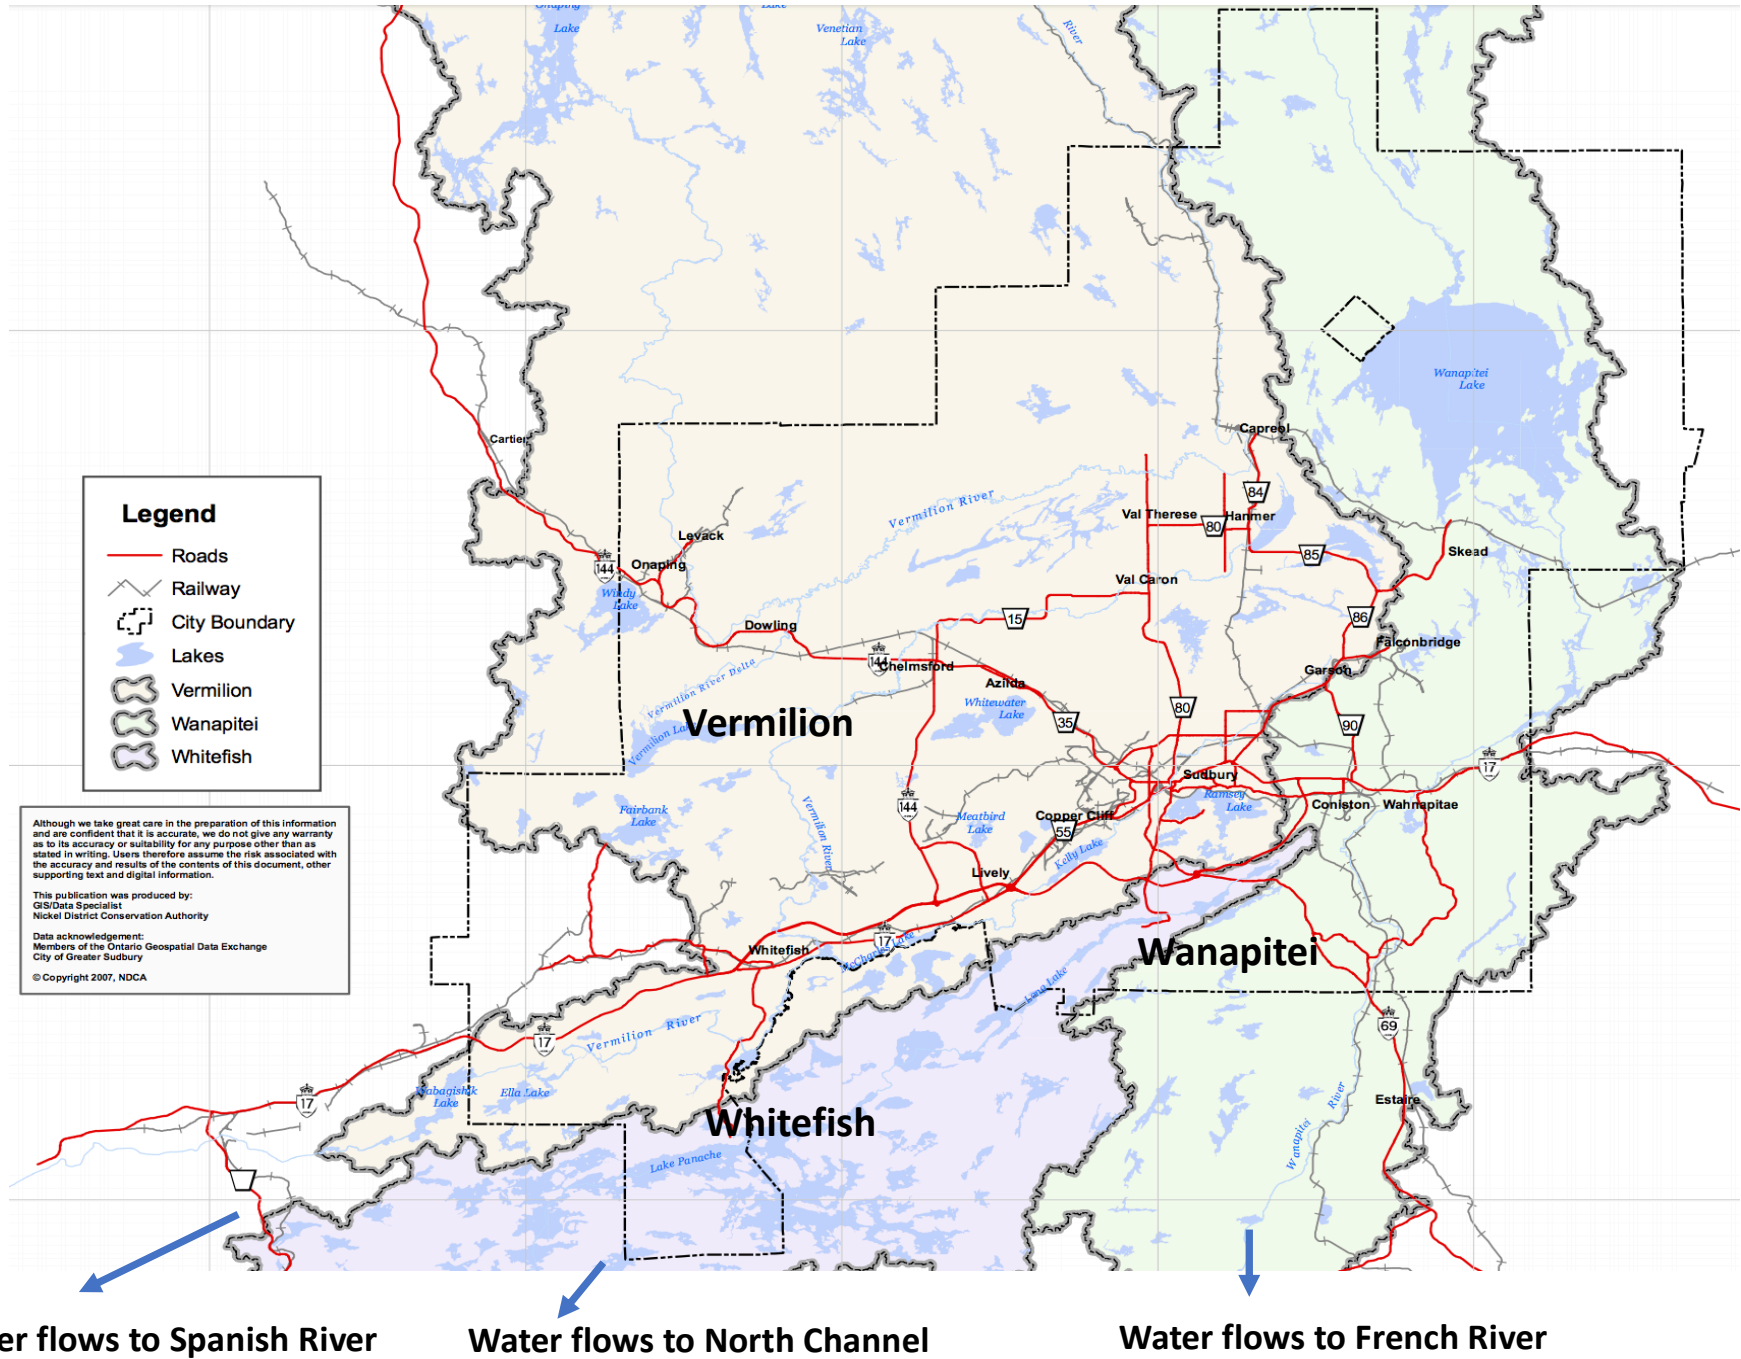 Onaping
Lake
Lake
Venetian
Lake
River
Wanapitei
Lake
Cartier
Capreol
Legend
Roads
Railway
City Boundary
Lakes
Vermilion
Wanapitei
Whitefish
Vermilion River
84
Val Therese
80
Hanmer
Levack
Onaping
144
85
Skead
Windy
Lake
Val Caron
Dowling
15
86
Falconbridge
144
Chelmsford
Garson
Azilda
Vermilion River Delta
Whitewater
Lake
80
35
90
Vermilion
Vermilion Lake
17
Sudbury
Ramsey
Lake
Coniston
Wahnapitae
144
Fairbank
Lake
Vermilion River
Meatbird
Lake
Copper Cliff
55
Kelly Lake
Lively
Although we take great care in the preparation of this information
and are confident that it is accurate, we do not give any warranty
as to its accuracy or suitability for any purpose other than as
stated in writing. Users therefore assume the risk associated with
the accuracy and results of the contents of this document, other
supporting text and digital information.
This publication was produced by:
GIS/Data Specialist
Nickel District Conservation Authority
Data acknowledgement:
Members of the Ontario Geospatial Data Exchange
City of Greater Sudbury
© Copyright 2007, NDCA
Whitefish
17
McCharles Lake
Wanapitei
Long Lake
Vermilion River
17
69
Wabagishik
Lake
Ella Lake
17
Estaire
Whitefish
Wanapitei River
Lake Panache
er flows to Spanish River
Water flows to North Channel
Water flows to French River